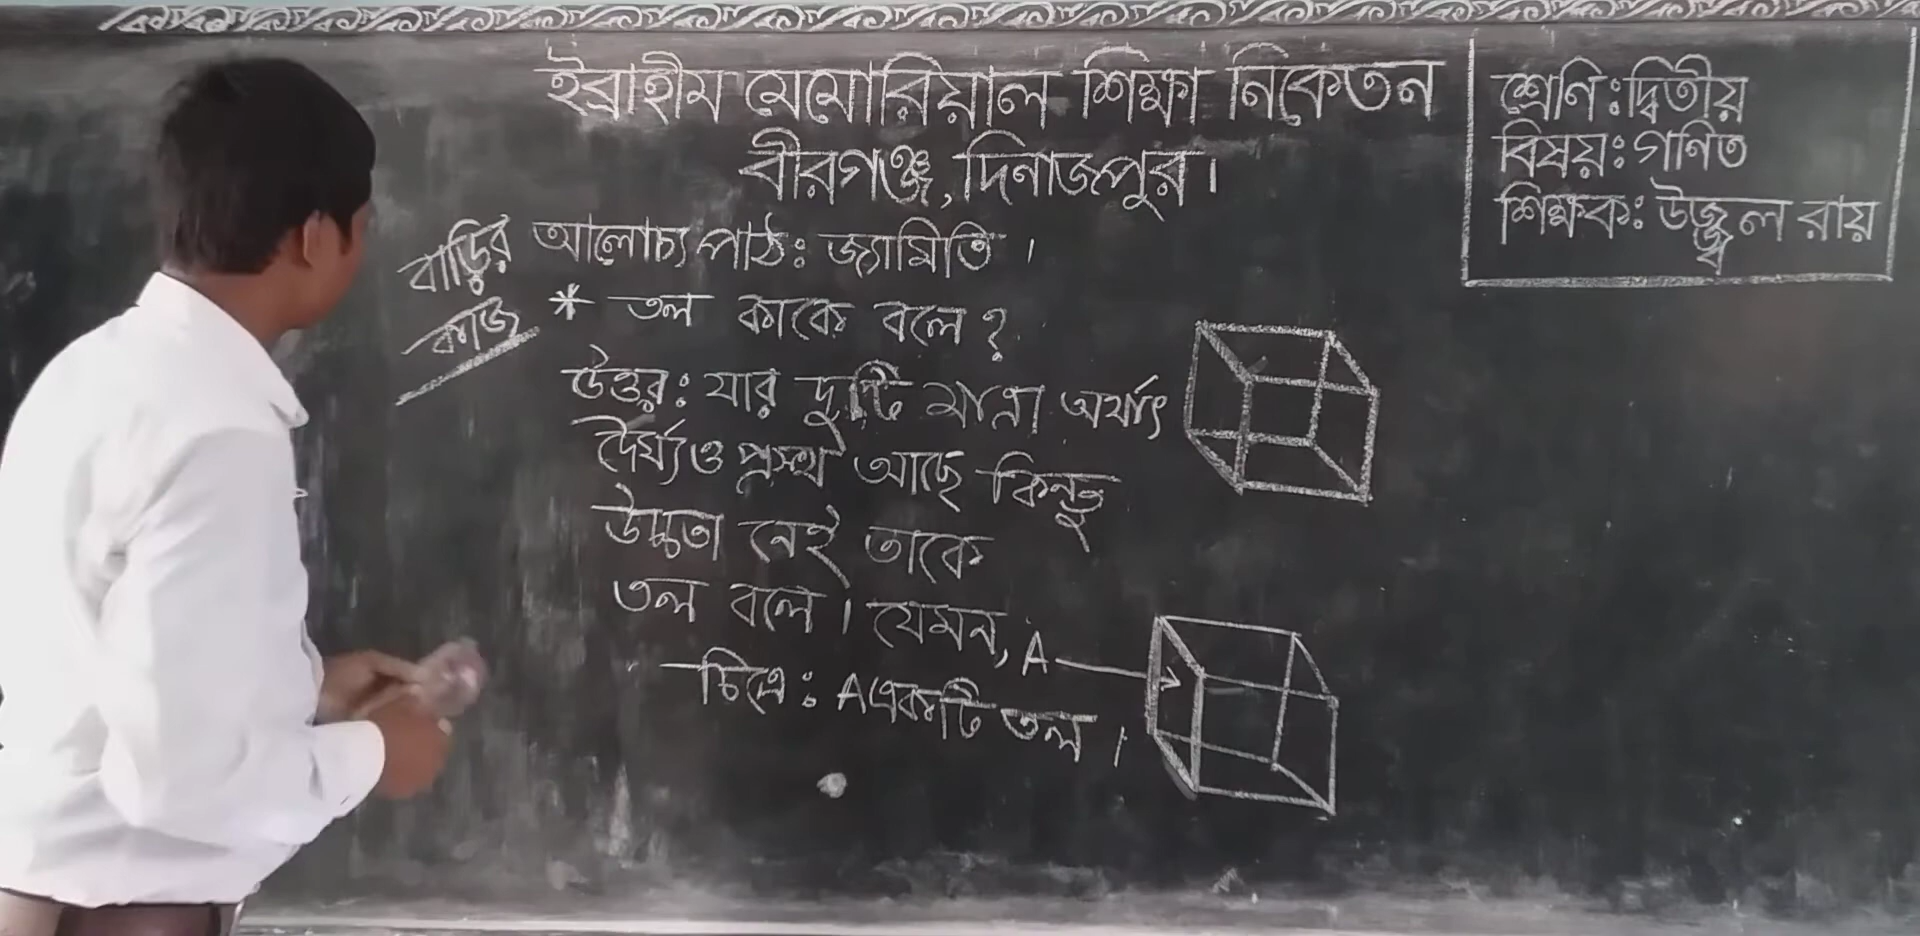 ইব্রাহীম মেমোরিয়াল শিক্ষা নিকেতন
বীরগঞ্জ, দিনাজপুর।
শ্রেণি: দ্বিতীয়
বিষয়: গণিত
শিক্ষক: উজ্জ্বল রায়
বাড়ির
কাজ
আলোচ্য পাঠ: জ্যামিতি।
* তল কাকে বলে?
উত্তর: যার দুটি মাত্রা অর্থাৎ
দৈর্ঘ্য ও প্রস্থ আছে কিন্তু
উচ্চতা নেই তাকে
তল বলে। যেমন, A
চিত্রে: A একটি তল।